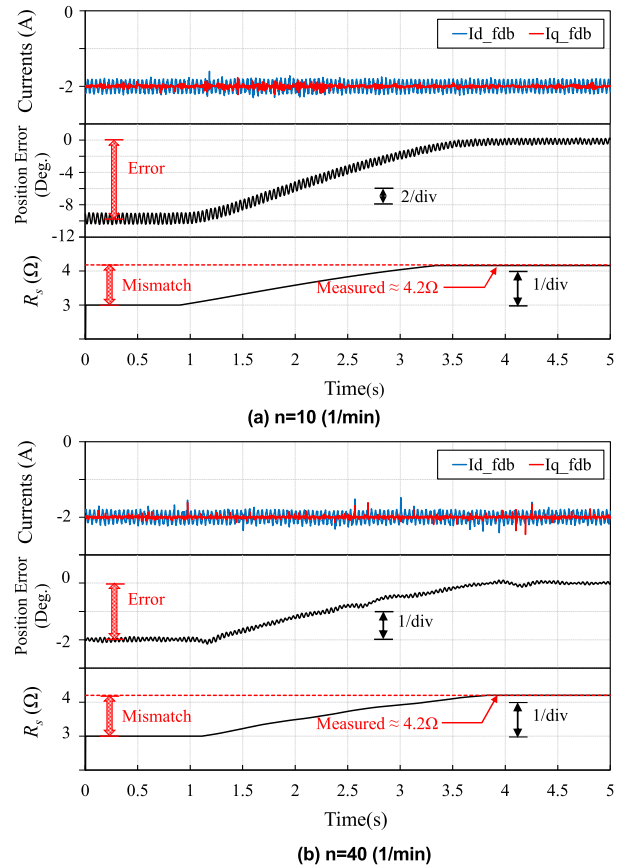 0
Id_fdb
Iq_fdb
Currents (A)
-2
0
-2
-4
-6
-8
-12
Position Error
(Deg.)
Error
2/div
4
3
Rs (Ω)
Mismatch
Measured ≈ 4.2Ω
1/div
0 0.5 1 1.5 2 2.5 3 3.5 4 4.5 5
Time(s)
(a) n=10 (1/min)
0
Id_fdb
Iq_fdb
Currents (A)
-2
0
-2
Position Error
(Deg.)
Error
1/div
4
3
Rs (Ω)
Mismatch
Measured ≈ 4.2Ω
1/div
0 0.5 1 1.5 2 2.5 3 3.5 4 4.5 5
Time(s)
(b) n=40 (1/min)